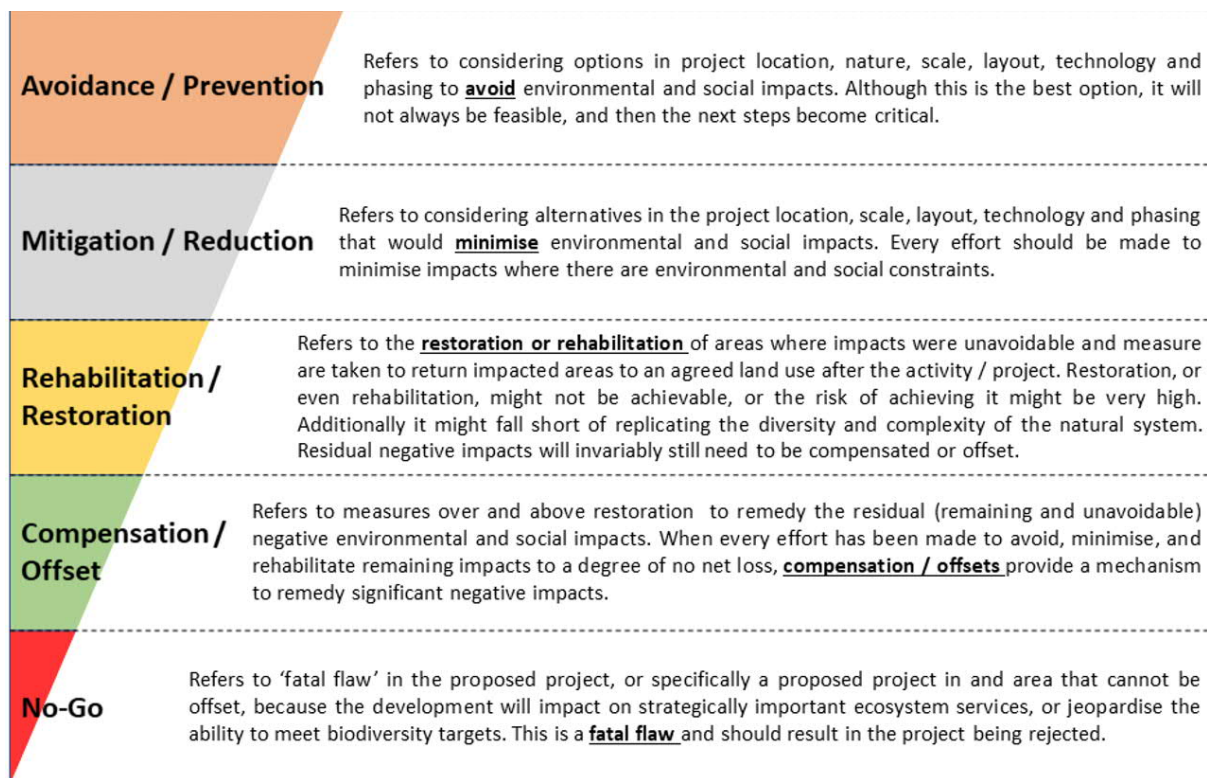 Avoidance / Prevention
Refers to considering options in project location, nature, scale, layout, technology and
phasing to avoid environmental and social impacts. Although this is the best option, it will
not always be feasible, and then the next steps become critical.
Mitigation / Reduction
Refers to considering alternatives in the project location, scale, layout, technology and phasing
that would minimise environmental and social impacts. Every effort should be made to
minimise impacts where there are environmental and social constraints.
Rehabilitation /
Restoration
Refers to the restoration or rehabilitation of areas where impacts were unavoidable and measure
are taken to return impacted areas to an agreed land use after the activity / project. Restoration, or
even rehabilitation, might not be achievable, or the risk of achieving it might be very high.
Additionally it might fall short of replicating the diversity and complexity of the natural system.
Residual negative impacts will invariably still need to be compensated or offset.
Compensation /
Offset
Refers to measures over and above restoration to remedy the residual (remaining and unavoidable)
negative environmental and social impacts. When every effort has been made to avoid, minimise, and
rehabilitate remaining impacts to a degree of no net loss, compensation / offsets provide a mechanism
to remedy significant negative impacts.
No-Go
Refers to ‘fatal flaw’ in the proposed project, or specifically a proposed project in and area that cannot be
offset, because the development will impact on strategically important ecosystem services, or jeopardise the
ability to meet biodiversity targets. This is a fatal flaw and should result in the project being rejected.